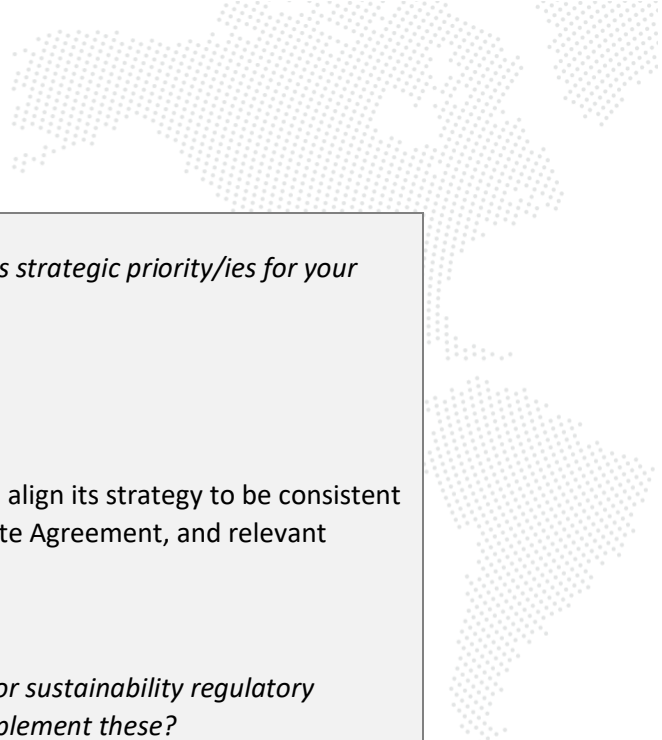 s strategic priority/ies for your
align its strategy to be consistent
te Agreement, and relevant
or sustainability regulatory
plement these?